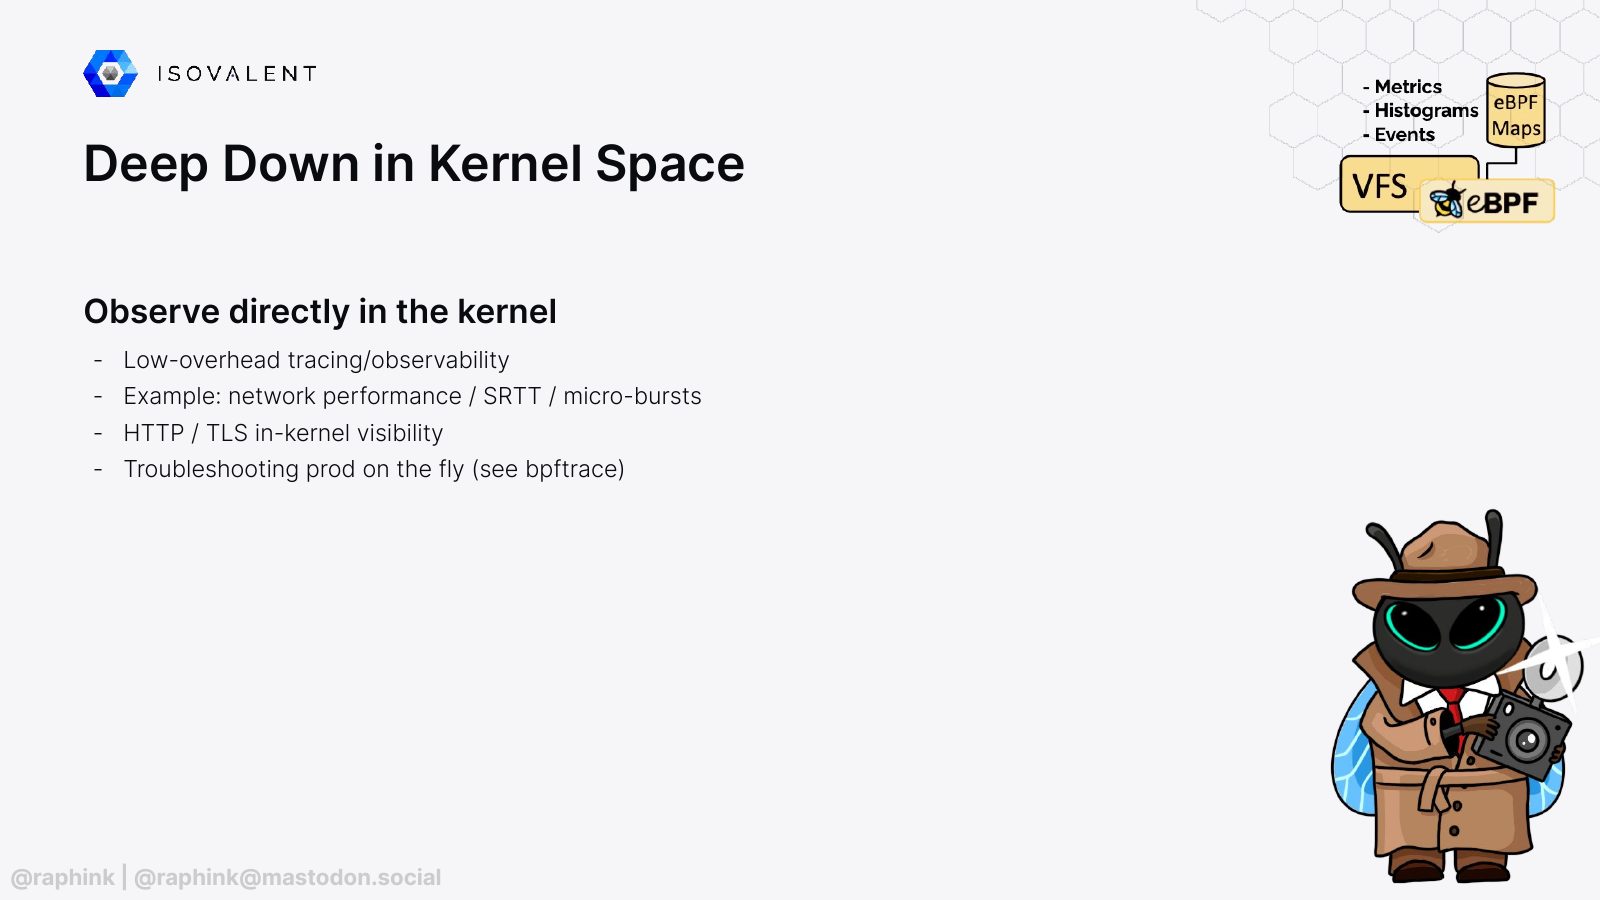 ISOVALENT
Deep Down in Kernel Space
- Metrics
- Histograms
- Events
eBPF
Maps
VFS
eBPF
Observe directly in the kernel
- Low-overhead tracing/observability
- Example: network performance / SRTT / micro-bursts
- HTTP / TLS in-kernel visibility
- Troubleshooting prod on the fly (see bpftrace)
@raphink | @raphink@mastodon.social